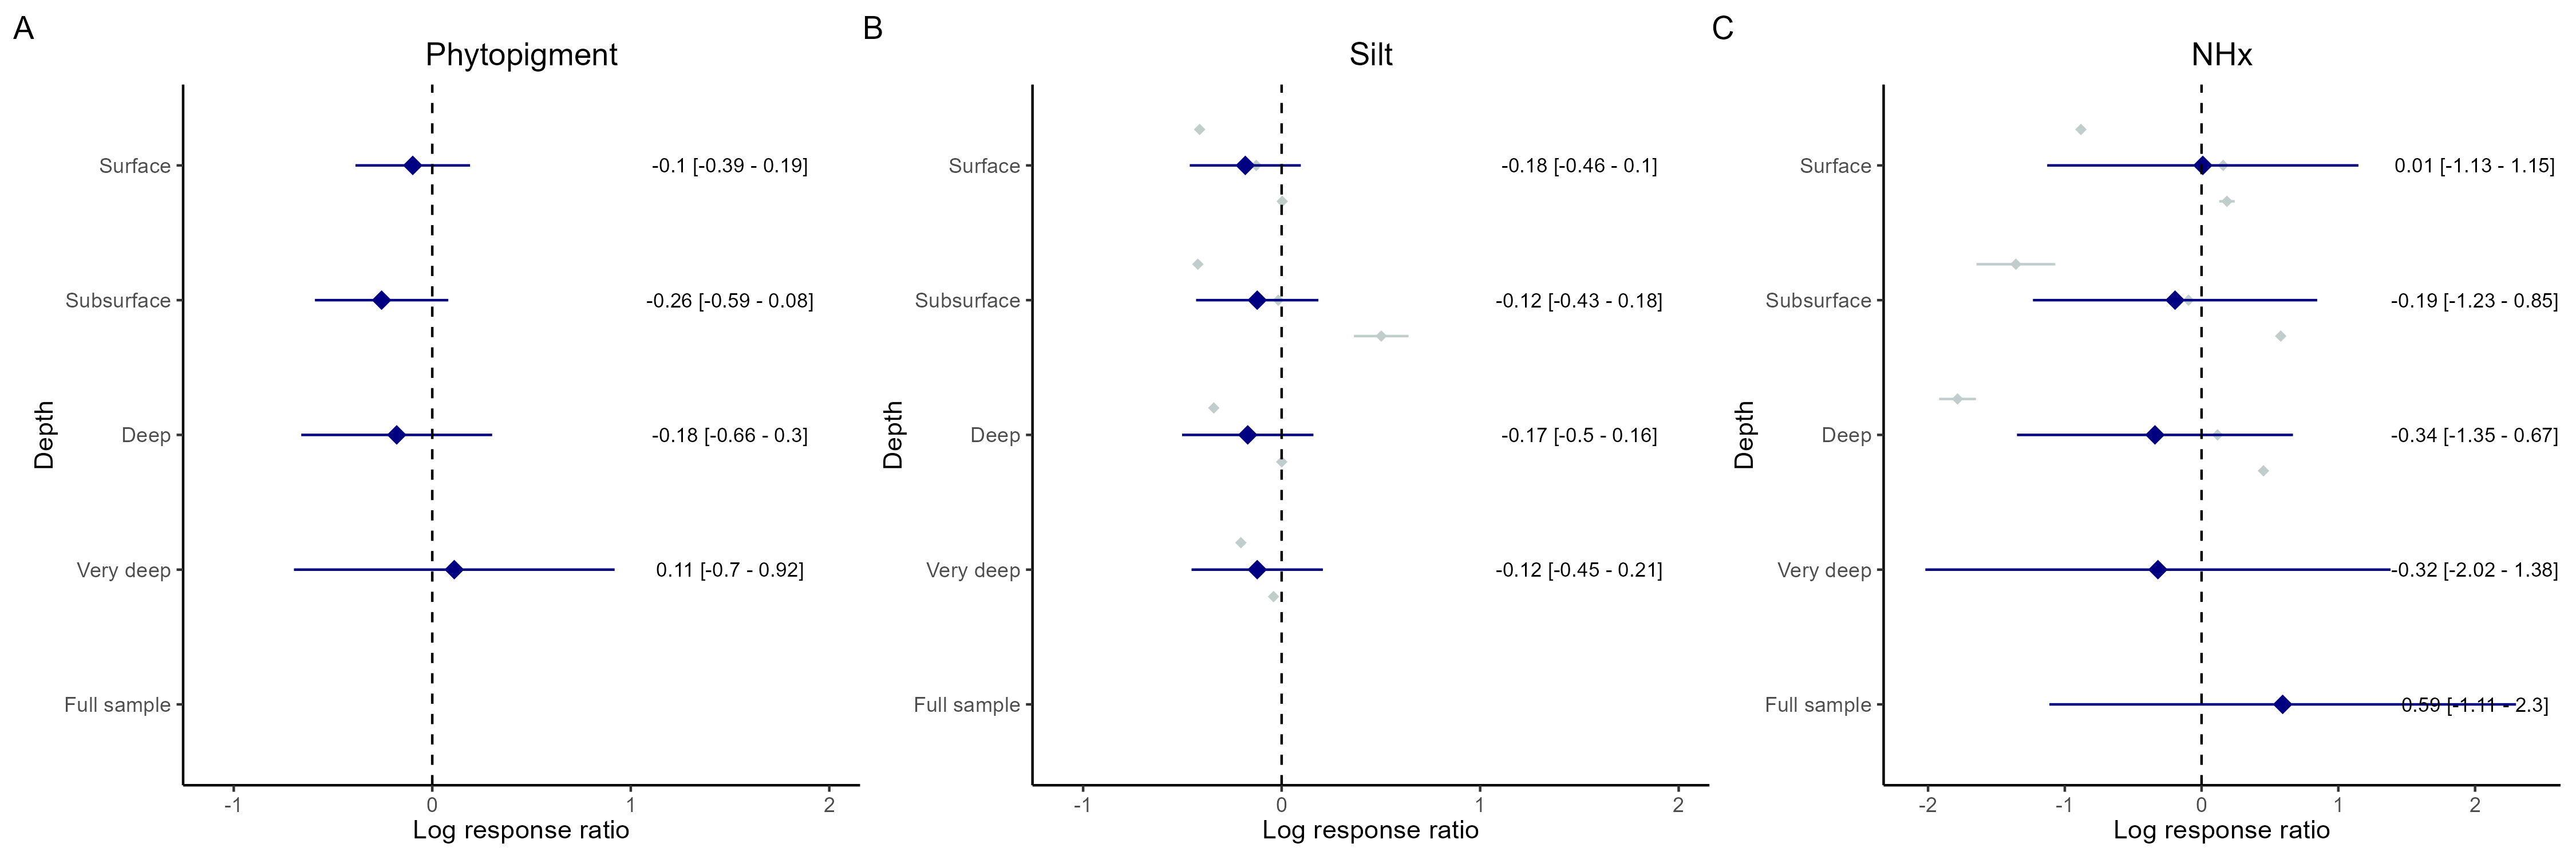 A
Phytopigment
Depth
Surface
-0.1 [-0.39 - 0.19]
Subsurface
-0.26 [-0.59 - 0.08]
Deep
-0.18 [-0.66 - 0.3]
Very deep
0.11 [-0.7 - 0.92]
Full sample
-1 0 1 2
Log response ratio
B
Silt
Depth
Surface
-0.18 [-0.46 - 0.1]
Subsurface
-0.12 [-0.43 - 0.18]
Deep
-0.17 [-0.5 - 0.16]
Very deep
-0.12 [-0.45 - 0.21]
Full sample
-1 0 1 2
Log response ratio
C
NHx
Depth
Surface
0.01 [-1.13 - 1.15]
Subsurface
-0.19 [-1.23 - 0.85]
Deep
-0.34 [-1.35 - 0.67]
Very deep
-0.32 [-2.02 - 1.38]
Full sample
0.59 [-1.11 - 2.3]
-2 -1 0 1 2
Log response ratio